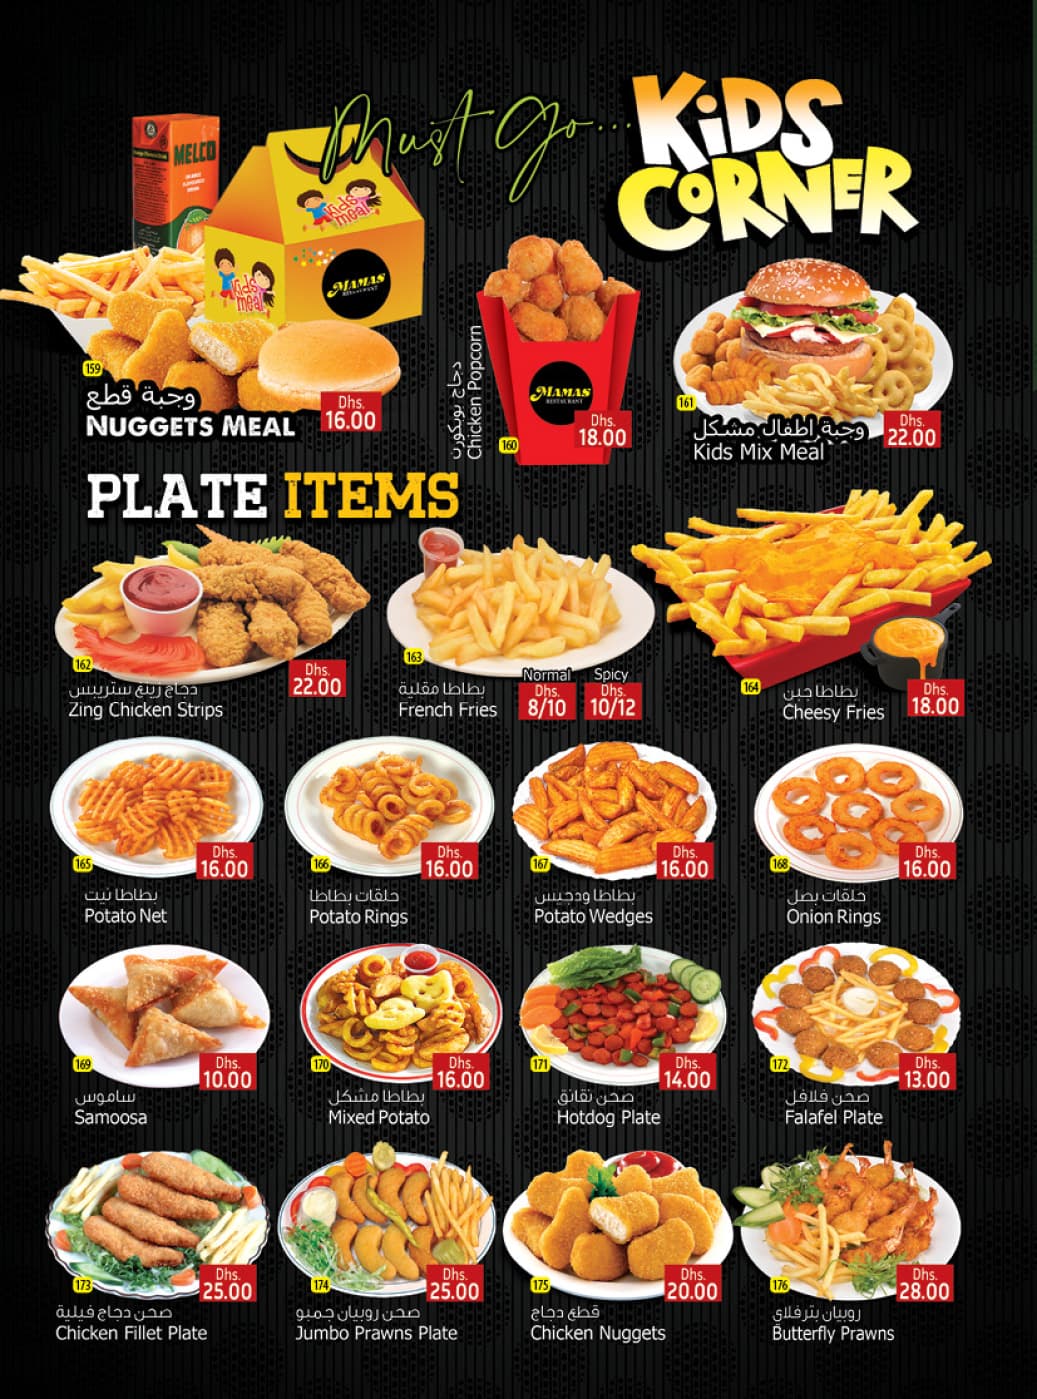 Must Go...
KiDS
CORNER
MELCO
Kids
meal
Kids
meal
MAMAS
RESTAURANT
159
وجبة قطع
NUGGETS MEAL
Dhs.
16.00
دجاج بوبكورن
Chicken Popcorn
MAMAS
RESTAURANT
160
Dhs.
18.00
161
وجبة اطفال مشكل
Kids Mix Meal
Dhs.
22.00
PLATE ITEMS
162
دجاج زينغ ستريبس
Zing Chicken Strips
Dhs.
22.00
163
بطاطا مقلية
French Fries
Normal
Dhs.
8/10
Spicy
Dhs.
10/12
164
بطاطا جبن
Cheesy Fries
Dhs.
18.00
165
بطاطا نيت
Potato Net
Dhs.
16.00
166
حلقات بطاطا
Potato Rings
Dhs.
16.00
167
بطاطا ودجيس
Potato Wedges
Dhs.
16.00
168
حلقات بصل
Onion Rings
Dhs.
16.00
169
ساموس
Samoosa
Dhs.
10.00
170
بطاطا مشكل
Mixed Potato
Dhs.
16.00
171
صحن نقانق
Hotdog Plate
Dhs.
14.00
172
صحن فلافل
Falafel Plate
Dhs.
13.00
173
صحن دجاج فيلية
Chicken Fillet Plate
Dhs.
25.00
174
صحن روبيان جمبو
Jumbo Prawns Plate
Dhs.
25.00
175
قطع دجاج
Chicken Nuggets
Dhs.
20.00
176
روبيان بترفلاي
Butterfly Prawns
Dhs.
28.00